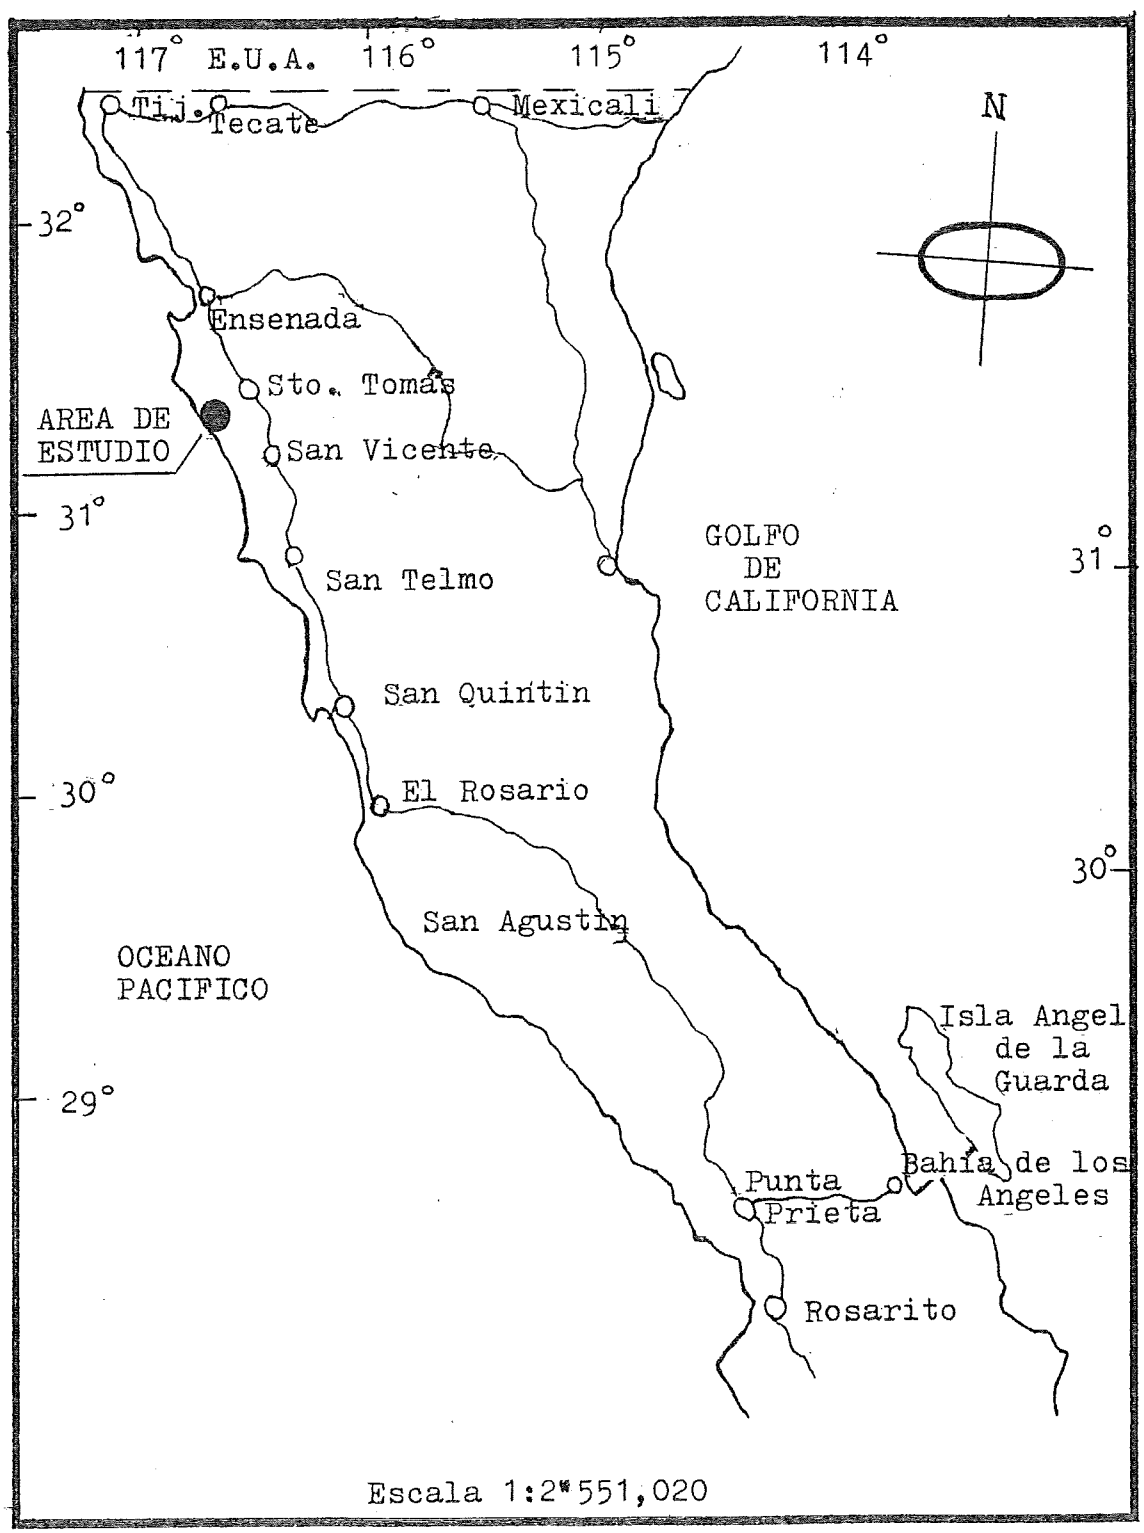 117° E.U.A. 116° 115° 114°
Tij. Mexicali
Tecate
N
32°
Ensenada
Sto. Tomas
AREA DE
ESTUDIO
San Vicente
31°
GOLFO
DE
CALIFORNIA
31°
San Telmo
San Quintin
30°
El Rosario
30°
San Agustin
OCEANO
PACIFICO
Isla Angel
de la
Guarda
29°
Bahía de los
Angeles
Punta
Prieta
Rosarito
Escala 1:2"551,020